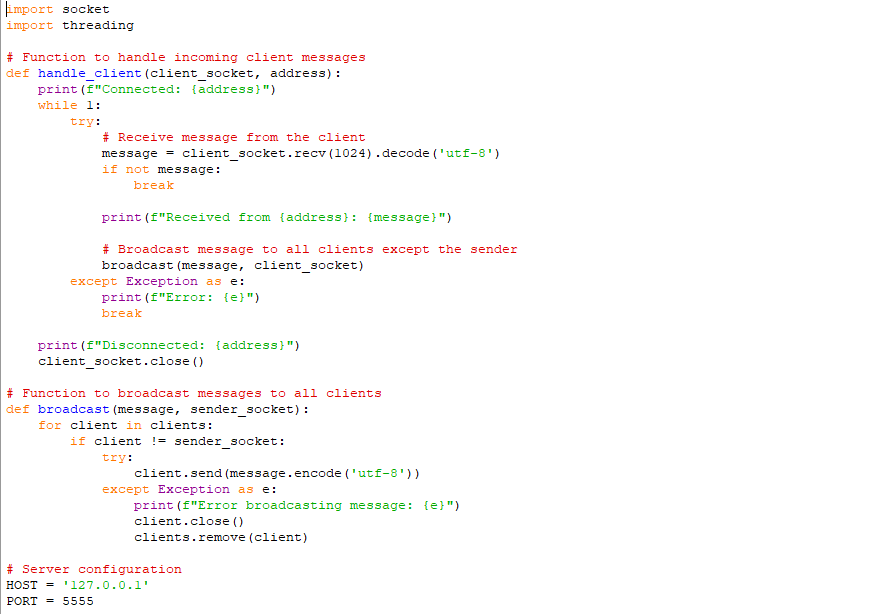 import socket
import threading

# Function to handle incoming client messages
def handle_client(client_socket, address):
    print(f"Connected: {address}")
    while 1:
        try:
            # Receive message from the client
            message = client_socket.recv(1024).decode('utf-8')
            if not message:
                break

            print(f"Received from {address}: {message}")

            # Broadcast message to all clients except the sender
            broadcast(message, client_socket)
        except Exception as e:
            print(f"Error: {e}")
            break

    print(f"Disconnected: {address}")
    client_socket.close()

# Function to broadcast messages to all clients
def broadcast(message, sender_socket):
    for client in clients:
        if client != sender_socket:
            try:
                client.send(message.encode('utf-8'))
            except Exception as e:
                print(f"Error broadcasting message: {e}")
                client.close()
                clients.remove(client)

# Server configuration
HOST = '127.0.0.1'
PORT = 5555